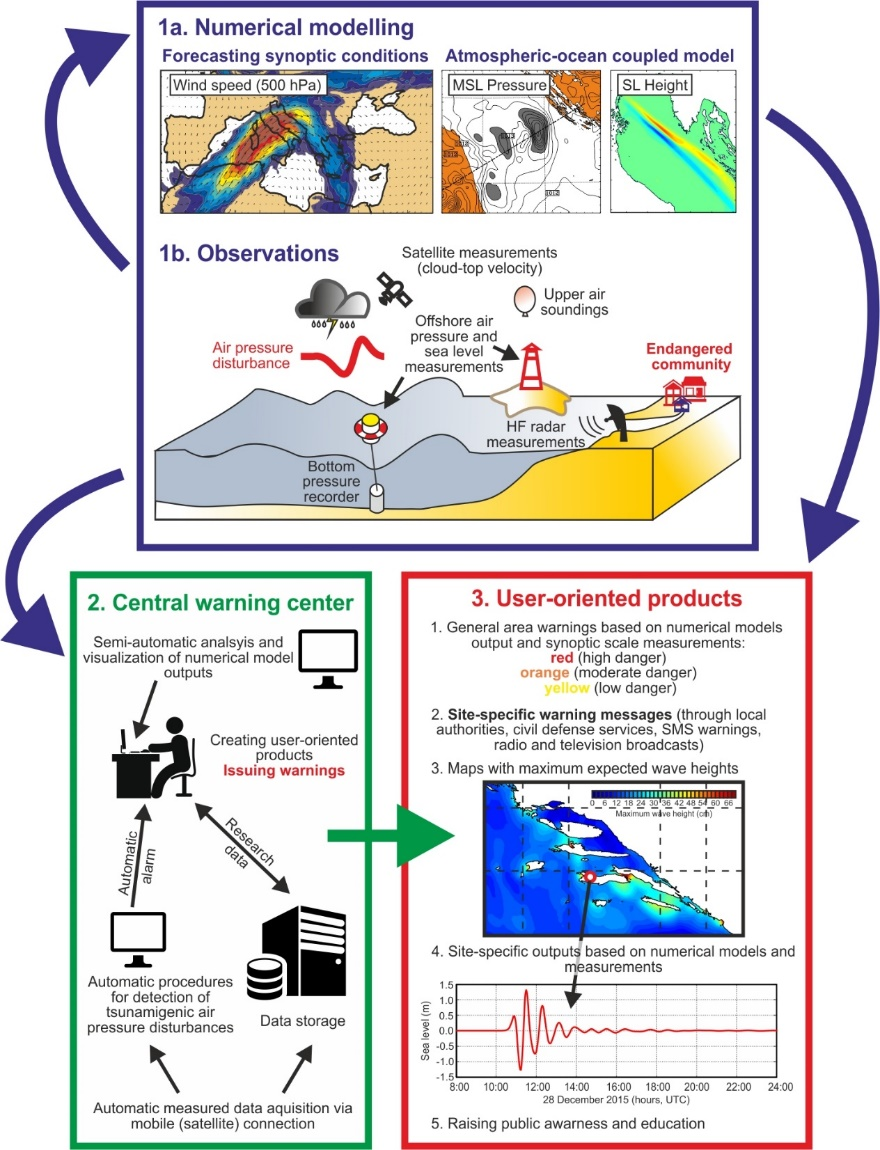 1a. Numerical modelling
Forecasting synoptic conditions
Atmospheric-ocean coupled model
Wind speed (500 hPa)
MSL Pressure
SL Height
1012
1b. Observations
Satellite measurements
(cloud-top velocity)
Upper air
soundings
Offshore air
pressure and
sea level
measurements
Air pressure
disturbance
Endangered
community
HF radar
measurements
Bottom
pressure
recorder
2. Central warning center
Semi-automatic analsyis and
visualization of numerical model
outputs
Creating user-oriented
products
Issuing warnings
Automatic
alarm
Research
data
Automatic procedures
for detection of
tsunamigenic air
pressure disturbances
Data storage
Automatic measured data aquisition via
mobile (satellite) connection
3. User-oriented products
1. General area warnings based on numerical models
output and synoptic scale measurements:
red (high danger)
orange (moderate danger)
yellow (low danger)
2. Site-specific warning messages (through local
authorities, civil defense services, SMS warnings,
radio and television broadcasts)
3. Maps with maximum expected wave heights
0 6 12 18 24 30 36 42 48 54 60 66
Maximum wave height (cm)
4. Site-specific outputs based on numerical models and
measurements
1.5
1.0
0.5
0.0
-0.5
-1.0
-1.5
Sea level (m)
8:00 10:00 12:00 14:00 16:00 18:00 20:00 22:00 24:00
28 December 2015 (hours, UTC)
5. Raising public awarness and education